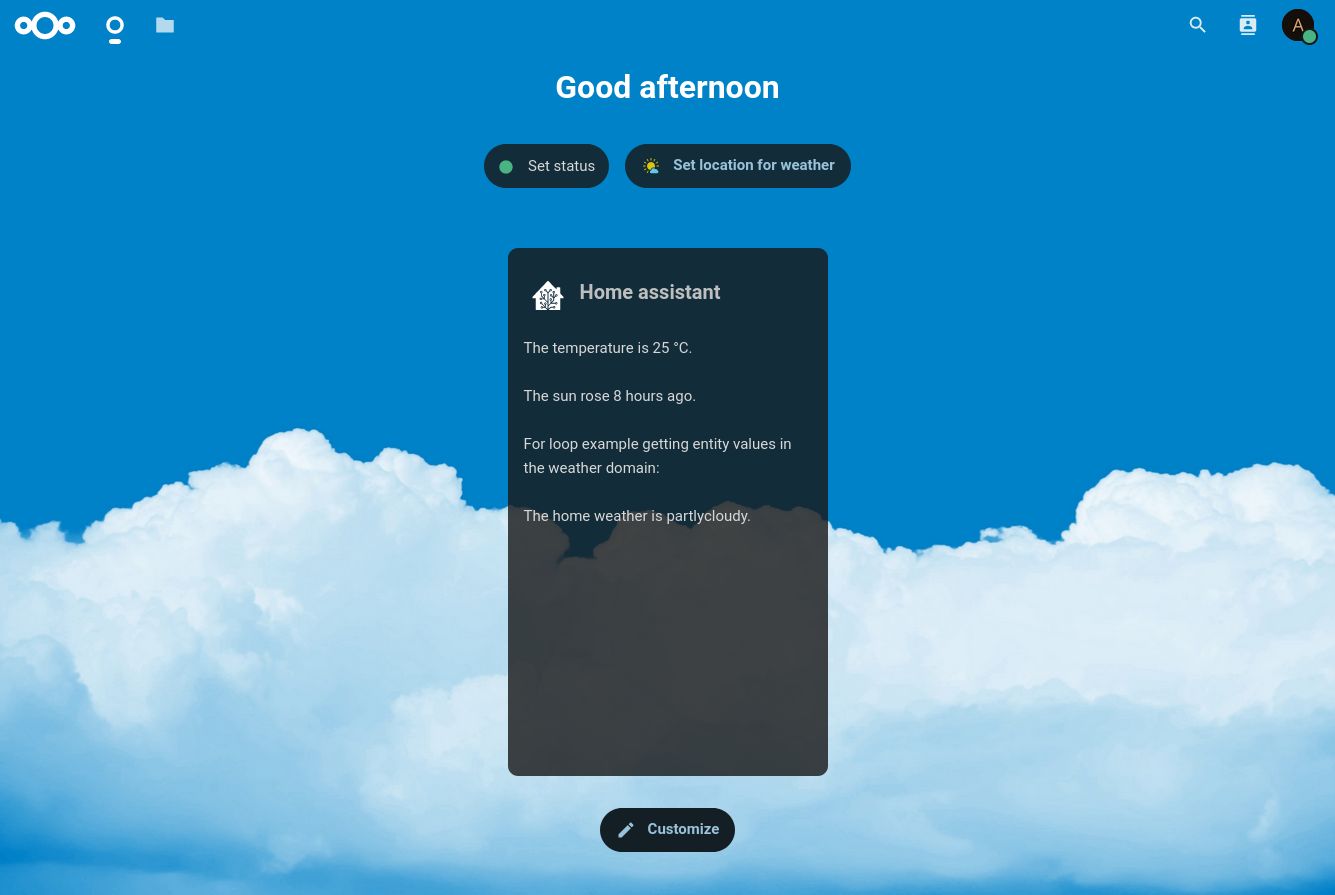 A
Good afternoon
Set status
Set location for weather
Home assistant
The temperature is 25 °C.
The sun rose 8 hours ago.
For loop example getting entity values in
the weather domain:
The home weather is partlycloudy.
Customize